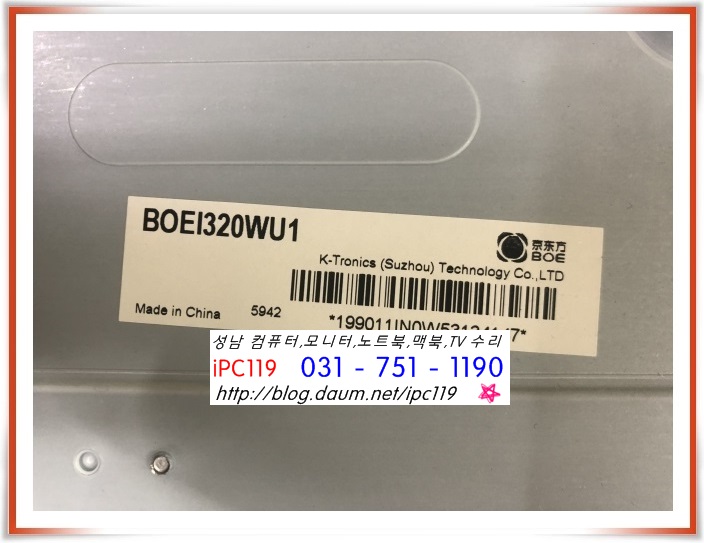 BOEI320WU1
京东方
BOE
K-Tronics (Suzhou) Technology Co.,LTD
Made in China 5942
성남 컴퓨터,모니터,노트북,맥북,TV 수리
iPC119 031 - 751 - 1190
http://blog.daum.net/ipc119